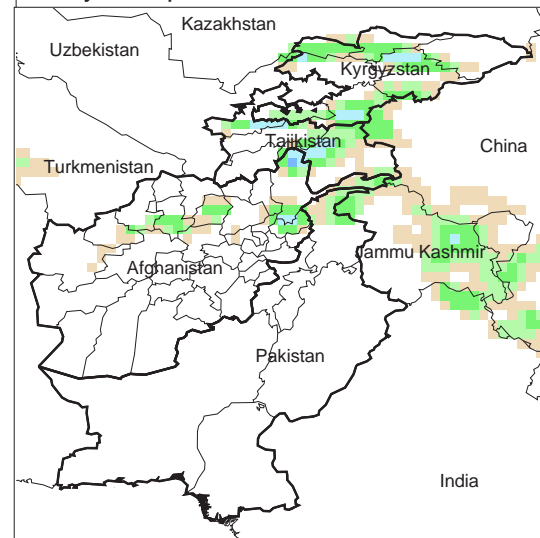 Kazakhstan
Uzbekistan
Kyrgyzstan
Tajikistan
China
Turkmenistan
Jammu Kashmir
Afghanistan
Pakistan
India